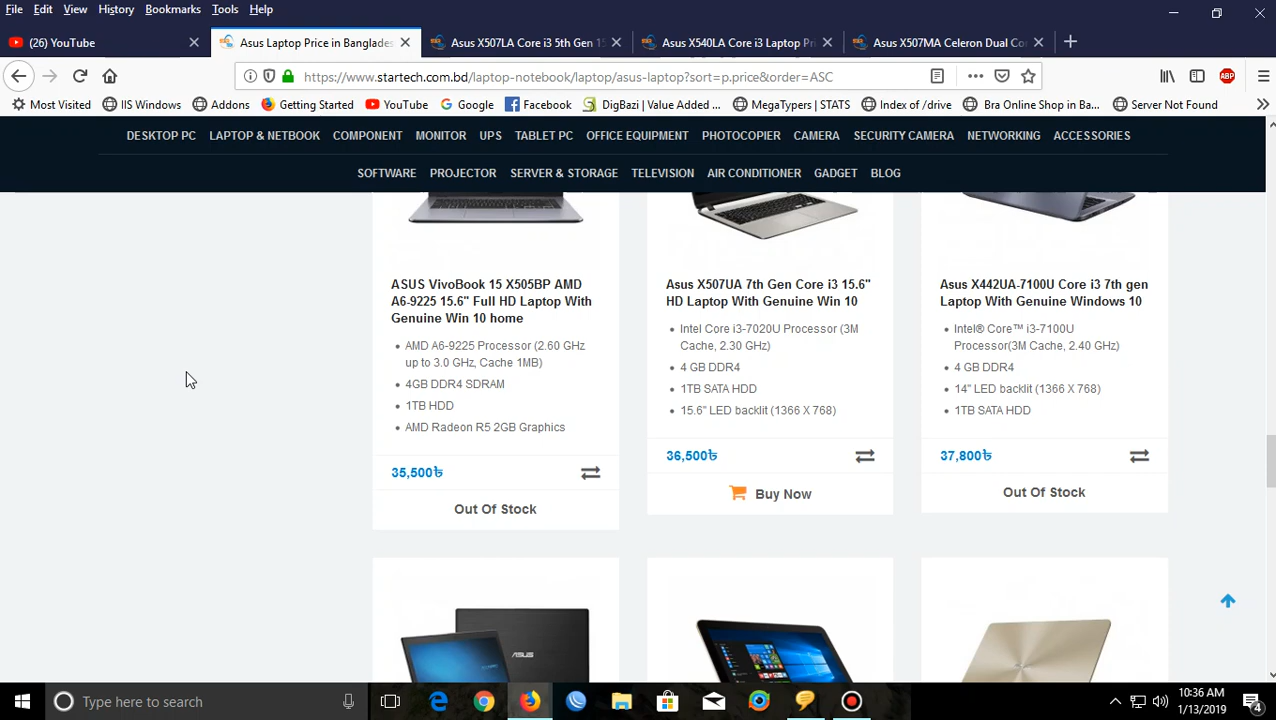 File Edit View History Bookmarks Tools Help
(26) YouTube
Asus Laptop Price in Banglades
Asus X507LA Core i3 5th Gen 15
Asus X540LA Core i3 Laptop Pri
Asus X507MA Celeron Dual Co
https://www.startech.com.bd/laptop-notebook/laptop/asus-laptop?sort=p.price&order=ASC
ABP
Most Visited IIS Windows Addons Getting Started YouTube Google Facebook DigBazi | Value Added ... MegaTypers | STATS Index of /drive Bra Online Shop in Ba... Server Not Found
DESKTOP PC LAPTOP & NETBOOK COMPONENT MONITOR UPS TABLET PC OFFICE EQUIPMENT PHOTOCOPIER CAMERA SECURITY CAMERA NETWORKING ACCESSORIES
SOFTWARE PROJECTOR SERVER & STORAGE TELEVISION AIR CONDITIONER GADGET BLOG
ASUS VivoBook 15 X505BP AMD
A6-9225 15.6" Full HD Laptop With
Genuine Win 10 home
AMD A6-9225 Processor (2.60 GHz
up to 3.0 GHz, Cache 1MB)
4GB DDR4 SDRAM
1TB HDD
AMD Radeon R5 2GB Graphics
35,500৳
Out Of Stock
Asus X507UA 7th Gen Core i3 15.6"
HD Laptop With Genuine Win 10
Intel Core i3-7020U Processor (3M
Cache, 2.30 GHz)
4 GB DDR4
1TB SATA HDD
15.6" LED backlit (1366 X 768)
36,500৳
Buy Now
Asus X442UA-7100U Core i3 7th gen
Laptop With Genuine Windows 10
Intel® Core™ i3-7100U
Processor(3M Cache, 2.40 GHz)
4 GB DDR4
14" LED backlit (1366 X 768)
1TB SATA HDD
37,800৳
Out Of Stock
ASUS
Type here to search
10:36 AM
1/13/2019
4